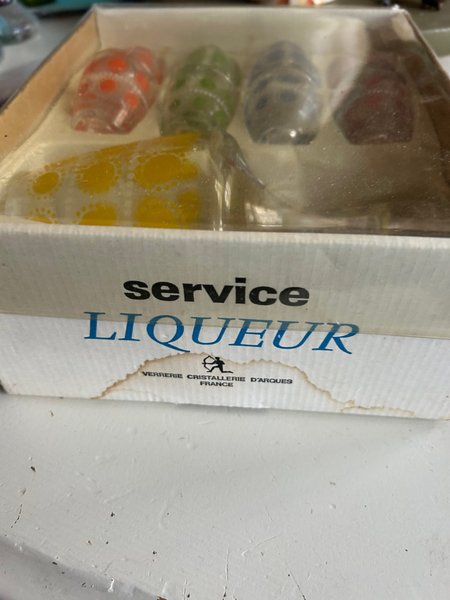 service
LIQUEUR
VERRERIE CRISTALLERIE D'ARQUES
FRANCE